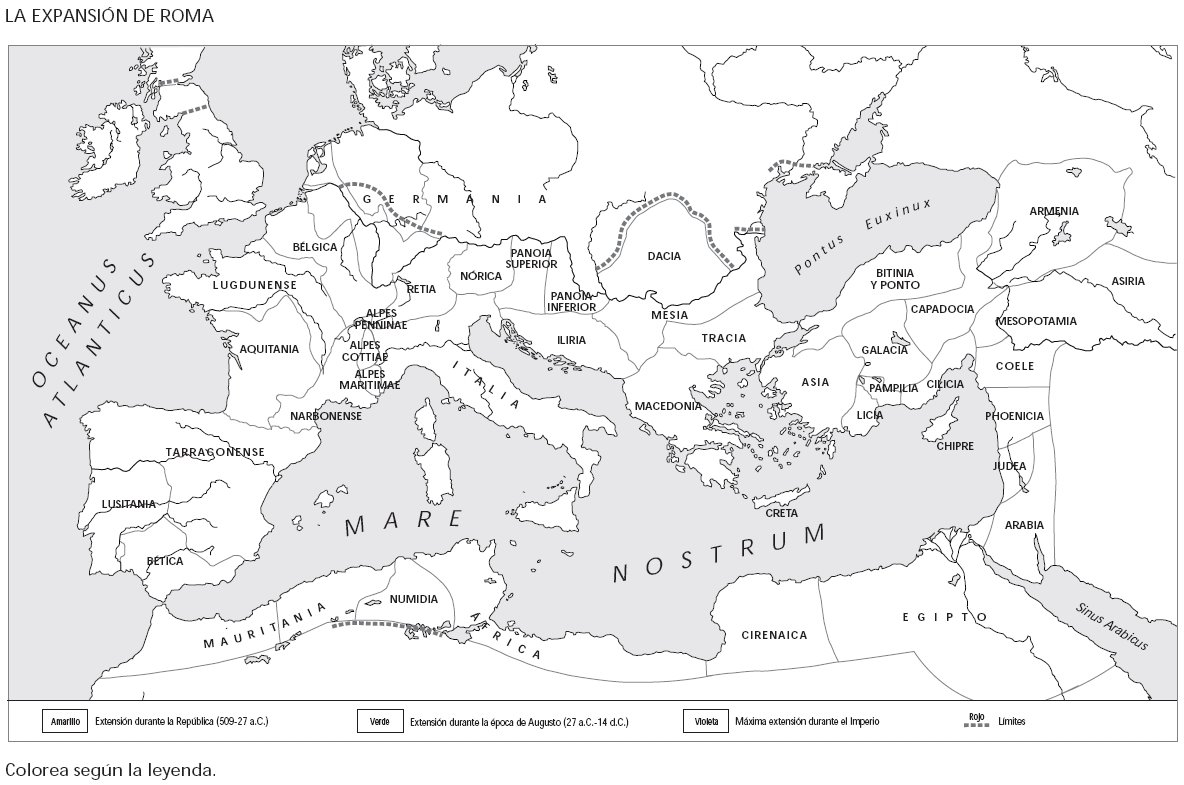 LA EXPANSIÓN DE ROMA
OCEANUS
ATLANTICUS
GERMÁNIA
BÉLGICA
LUGDUNENSE
AQUITANIA
RETIA
NÓRICA
PANOIA
SUPERIOR
PANOIA
INFERIOR
DACIA
Pontus Euxinux
ARMENIA
ASIRIA
BITINIA
Y PONTO
CAPADOCIA
MESOPOTAMIA
ALPES
PENNINAE
ALPES
COTTIAE
ALPES
MARITIMAE
ITALIA
ILIRIA
MESIA
TRACIA
GALACIA
COELE
ASIA
PAMPILIA
CILICIA
LICIA
MACEDONIA
NARBONENSE
PHOENICIA
CHIPRE
TARRAGONENSE
JUDEA
LUSITANIA
CRETA
ARABIA
MARE
NOSTRUM
BÉTICA
NUMIDIA
MAURITANIA
AFRICA
CIRENAICA
EGIPTO
Sinus Arabicus
Amarillo Extensión durante la República (509-27 a.C.)
Verde Extensión durante la época de Augusto (27 a.C.-14 d.C.)
Violeta Máxima extensión durante el Imperio
Rojo Límites
Colorea según la leyenda.